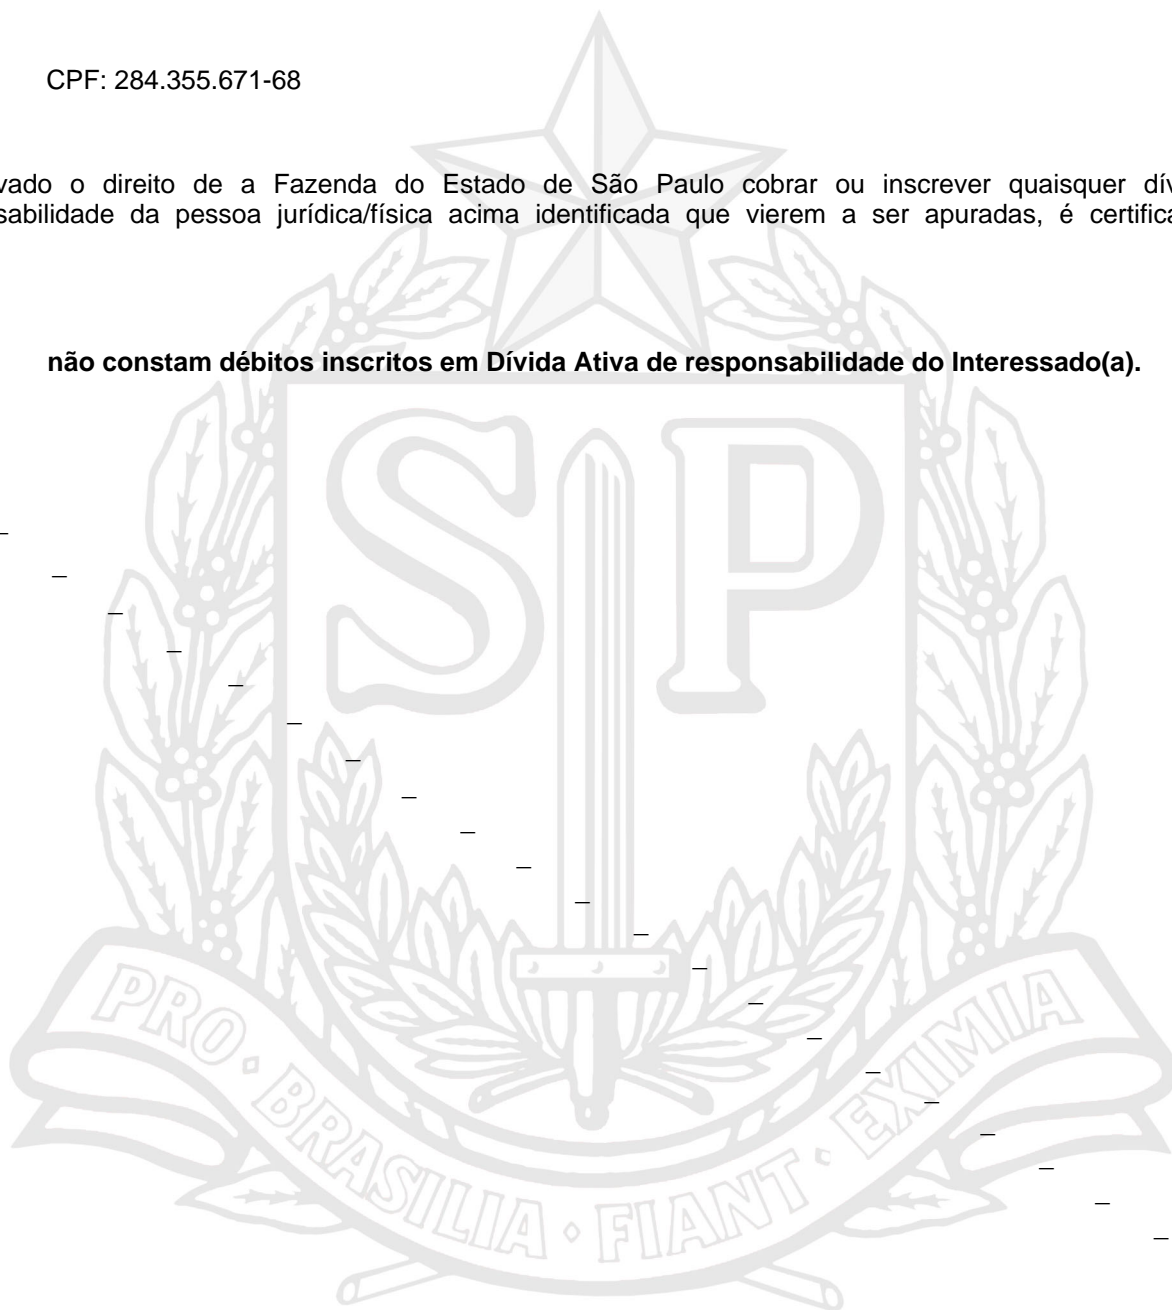 CPF: 284.355.671-68
vado o direito de a Fazenda do Estado de São Paulo cobrar ou inscrever quaisquer dív
sabilidade da pessoa jurídica/física acima identificada que vierem a ser apuradas, é certifica
não constam débitos inscritos em Dívida Ativa de responsabilidade do Interessado(a).
SP
PRO · BRASILIA · FIANT · EXIMIA